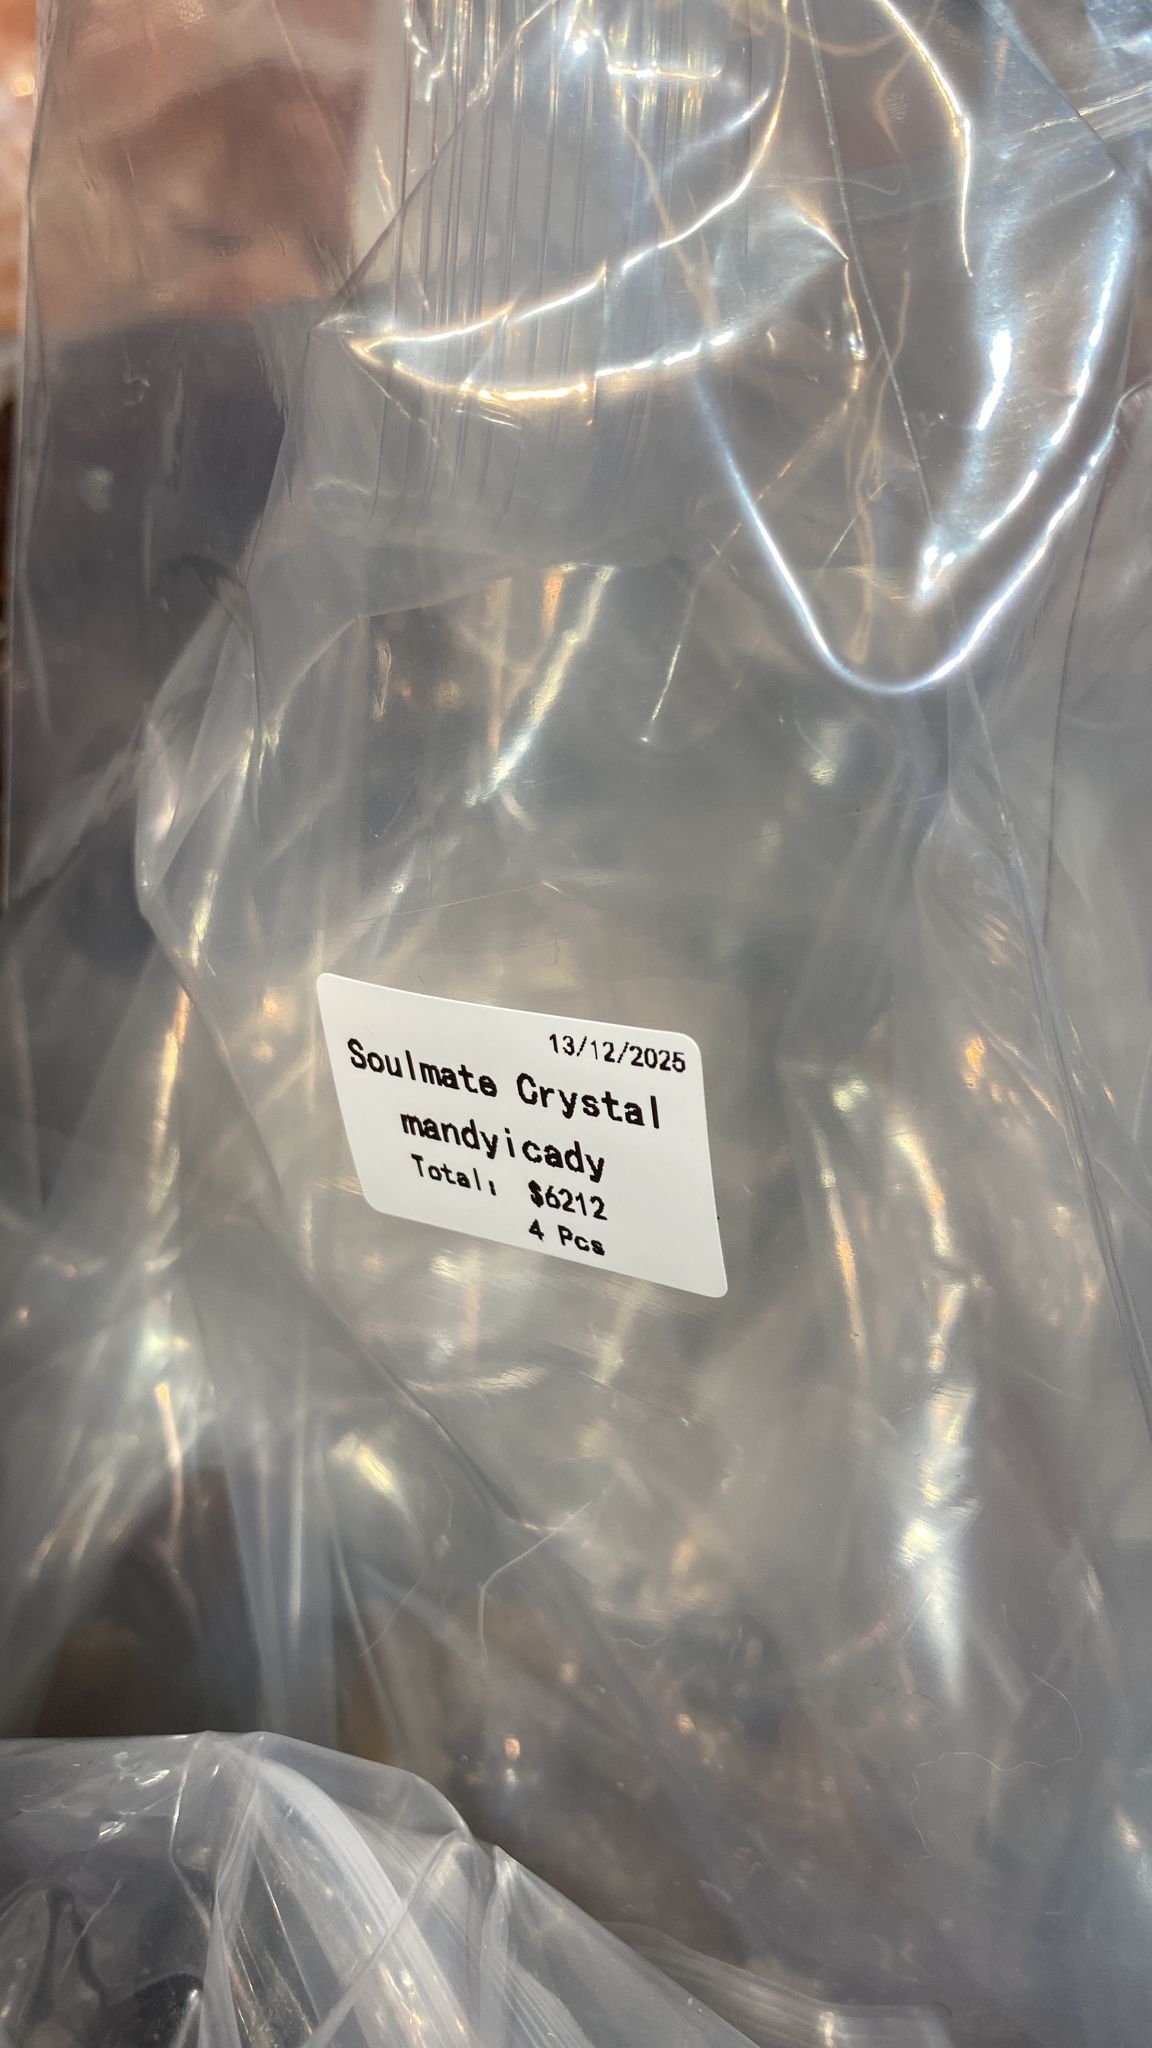 13/12/2025
Soulmate Crystal
mandyicady
Total: $6212
4 Pcs